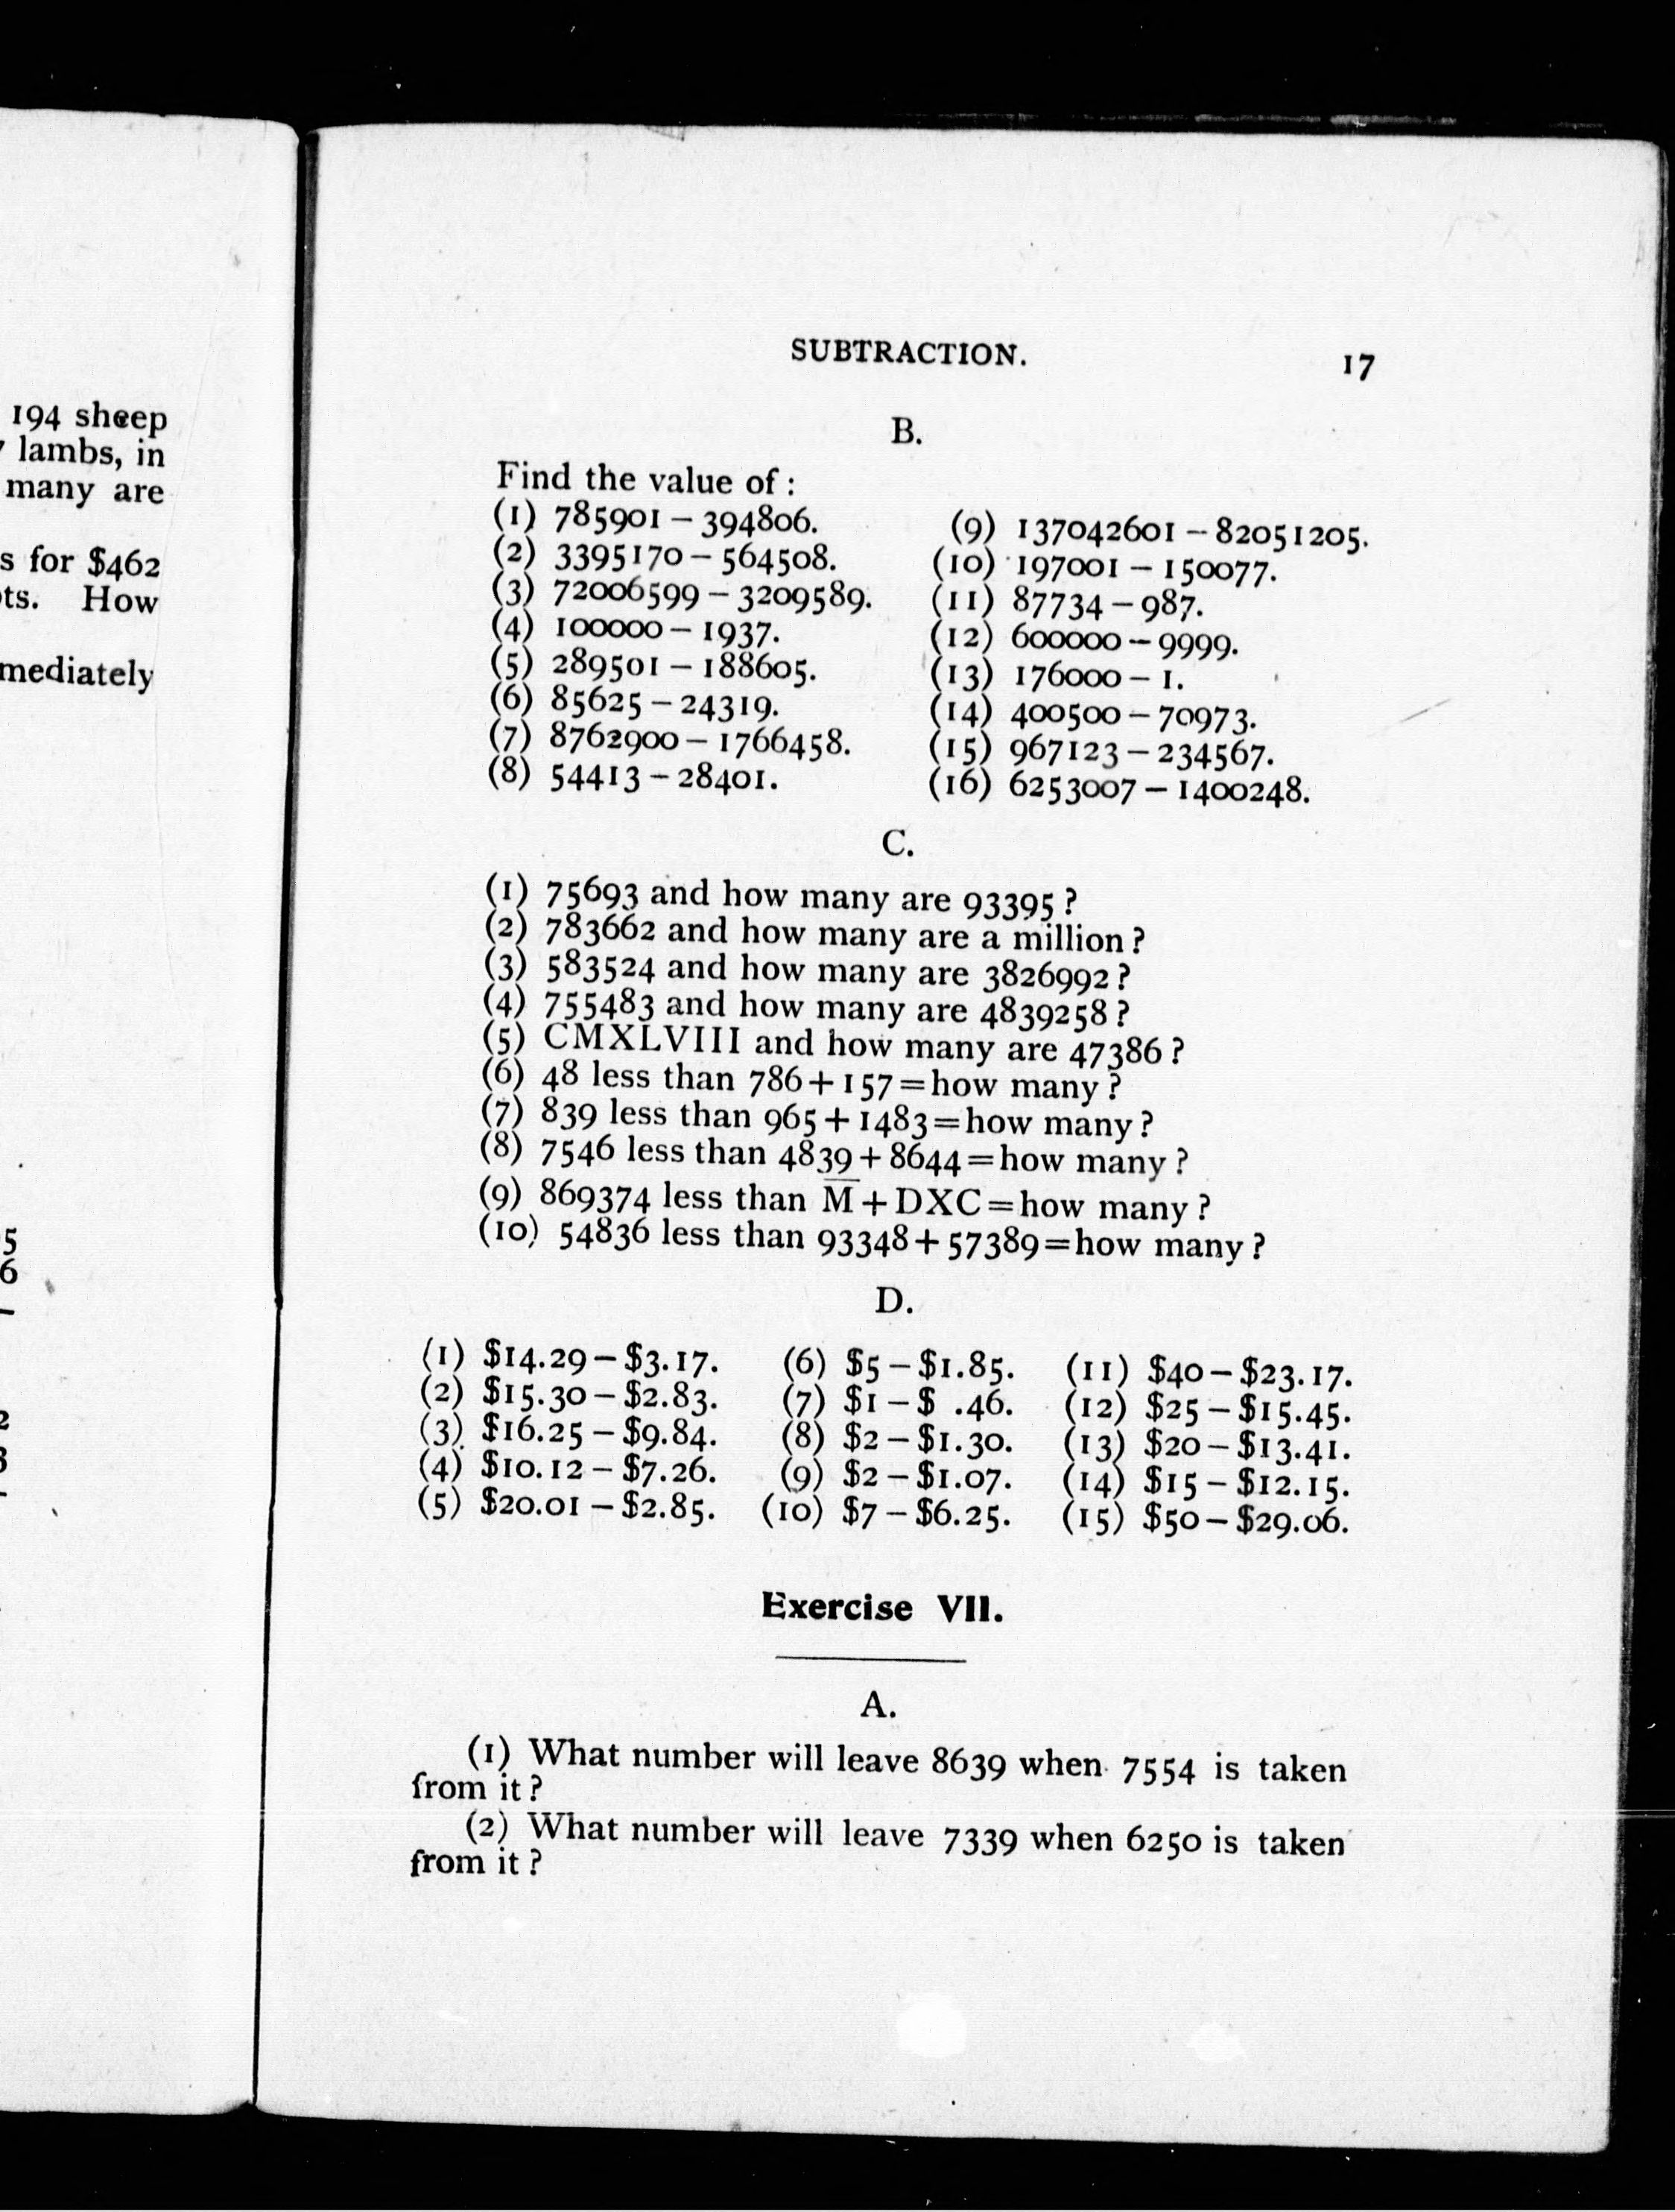 194 sheep
lambs, in
many are
s for $462
ts. How
mediately
5
6
2
SUBTRACTION. 17
B.
Find the value of :
(1) 785901 – 394806.
(2) 3395170 – 564508.
(3) 72006599 – 3209589.
(4) 100000 – 1937.
(5) 289501 – 188605.
(6) 85625 – 24319.
(7) 8762900 – 1766458.
(8) 54413 – 28401.
(9) 137042601 – 82051205.
(10) 197001 – 150077.
(11) 87734 – 987.
(12) 600000 – 9999.
(13) 176000 – 1.
(14) 400500 – 70973.
(15) 967123 – 234567.
(16) 6253007 – 1400248.
C.
(1) 75693 and how many are 93395 ?
(2) 783662 and how many are a million ?
(3) 583524 and how many are 3826992 ?
(4) 755483 and how many are 4839258 ?
(5) CMXLVIII and how many are 47386 ?
(6) 48 less than 786 + 157 = how many ?
(7) 839 less than 965 + 1483 = how many ?
(8) 7546 less than 4839 + 8644 = how many ?
(9) 869374 less than M̅ + DXC = how many ?
(10) 54836 less than 93348 + 57389 = how many ?
D.
(1) $14.29 – $3.17. (6) $5 – $1.85. (11) $40 – $23.17.
(2) $15.30 – $2.83. (7) $1 – $ .46. (12) $25 – $15.45.
(3) $16.25 – $9.84. (8) $2 – $1.30. (13) $20 – $13.41.
(4) $10.12 – $7.26. (9) $2 – $1.07. (14) $15 – $12.15.
(5) $20.01 – $2.85. (10) $7 – $6.25. (15) $50 – $29.06.
Exercise VII.
A.
(1) What number will leave 8639 when 7554 is taken
from it ?
(2) What number will leave 7339 when 6250 is taken
from it ?